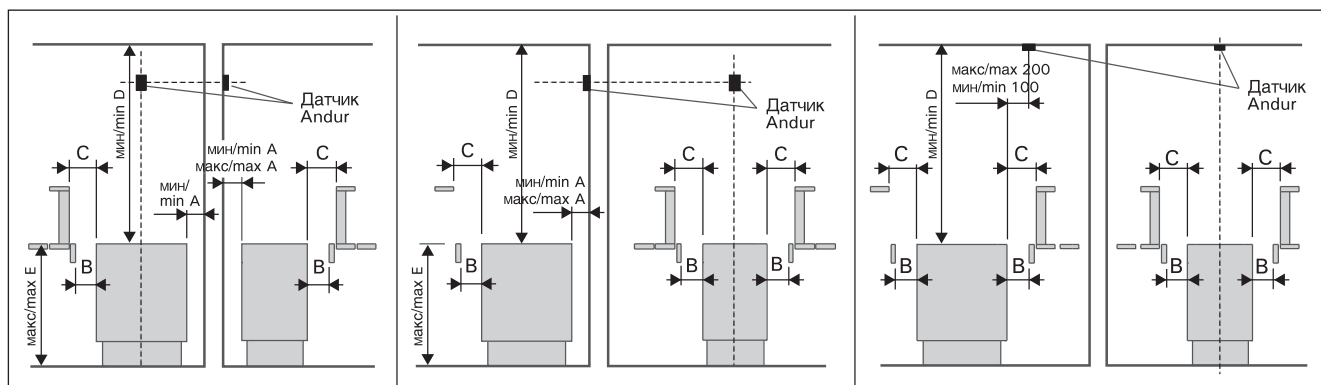 мин/min D
Датчик
Andur
C
мин/min A
макс/max A
C
мин/
min A
B
B
макс/max E
мин/min D
Датчик
Andur
C
C
C
мин/min A
макс/max A
B
B
B
макс/max E
мин/min D
макс/max 200
мин/min 100
Датчик
Andur
C
C
C
C
B
B
B
B